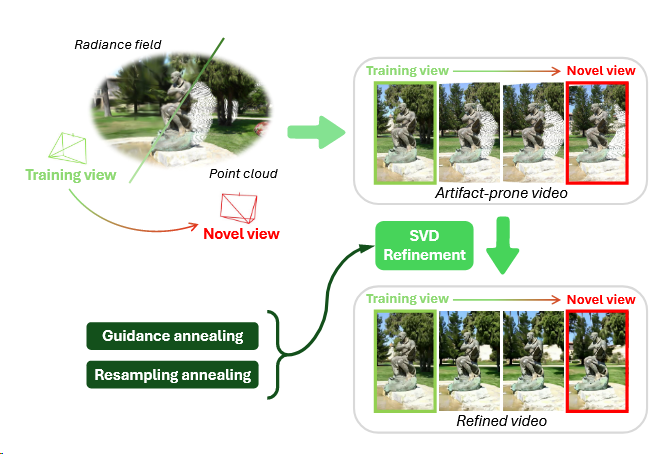 Radiance field
Training view
Point cloud
Novel view
Training view
Novel view
Artifact-prone video
SVD
Refinement
Guidance annealing
Resampling annealing
Training view
Novel view
Refined video